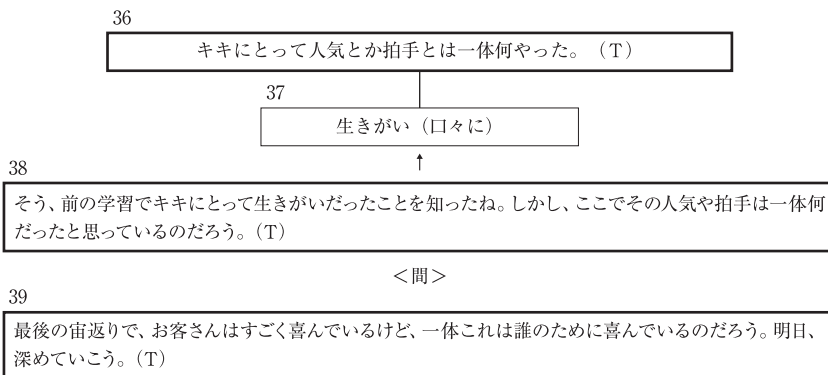 36
キキにとって人気とか拍手とは一体何やった。（T）
37
生きがい（口々に）
↑
38
そう、前の学習でキキにとって生きがいだったことを知ったね。しかし、ここでその人気や拍手は一体何
だったと思っているのだろう。（T）
＜間＞
39
最後の宙返りで、お客さんはすごく喜んでいるけど、一体これは誰のために喜んでいるのだろう。明日、
深めていこう。（T）